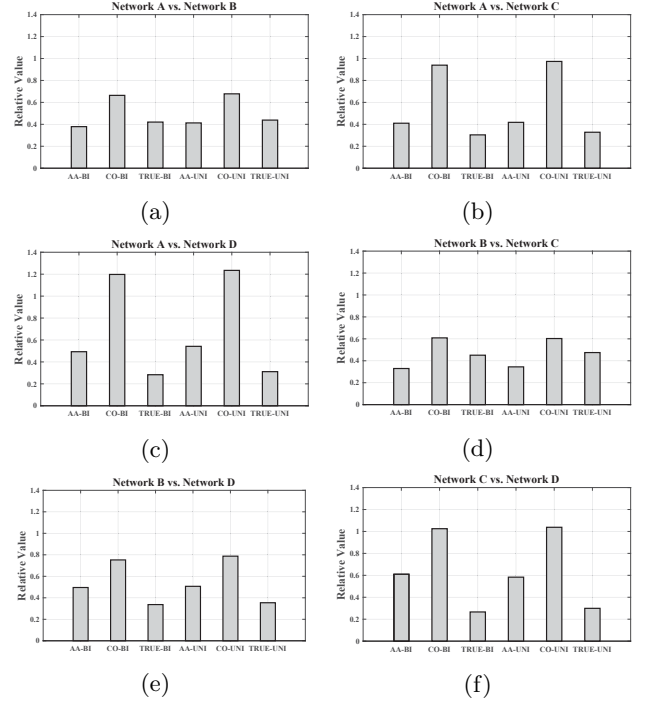 Network A vs. Network B
Relative Value
1.4
1.2
1
0.8
0.6
0.4
0.2
0
AA-BI CO-BI TRUE-BI AA-UNI CO-UNI TRUE-UNI
(a)
Network A vs. Network C
Relative Value
1.4
1.2
1
0.8
0.6
0.4
0.2
0
AA-BI CO-BI TRUE-BI AA-UNI CO-UNI TRUE-UNI
(b)
Network A vs. Network D
Relative Value
1.4
1.2
1
0.8
0.6
0.4
0.2
0
AA-BI CO-BI TRUE-BI AA-UNI CO-UNI TRUE-UNI
(c)
Network B vs. Network C
Relative Value
1.4
1.2
1
0.8
0.6
0.4
0.2
0
AA-BI CO-BI TRUE-BI AA-UNI CO-UNI TRUE-UNI
(d)
Network B vs. Network D
Relative Value
1.4
1.2
1
0.8
0.6
0.4
0.2
0
AA-BI CO-BI TRUE-BI AA-UNI CO-UNI TRUE-UNI
(e)
Network C vs. Network D
Relative Value
1.4
1.2
1
0.8
0.6
0.4
0.2
0
AA-BI CO-BI TRUE-BI AA-UNI CO-UNI TRUE-UNI
(f)